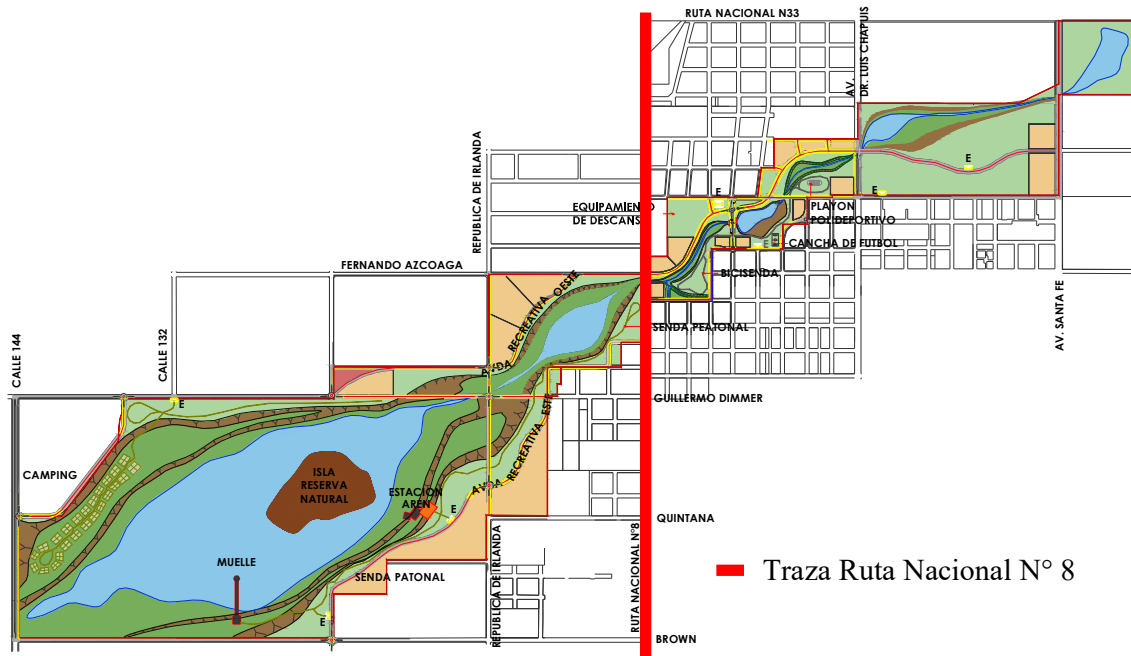 RUTA NACIONAL N33
AV.
DR. LUIS CHAPUIS
REPUBLICA DE IRLANDA
E
E
E
EQUIPAMIENTO
DE DESCANS
PLAYON
POLIDEPORTIVO
E
CANCHA DE FUTBOL
BICISENDA
FERNANDO AZCOAGA
AVDA RECREATIVA OESTE
SENDA PEATONAL
AV. SANTA FE
CALLE 144
CALLE 132
E
GUILLERMO DIMMER
AVDA RECREATIVA ESTE
CAMPING
ISLA
RESERVA
NATURAL
ESTACION
AREN
E
QUINTANA
MUELLE
SENDA PATONAL
REPUBLICA DE IRLANDA
RUTA NACIONAL N°8
Traza Ruta Nacional N° 8
E
BROWN